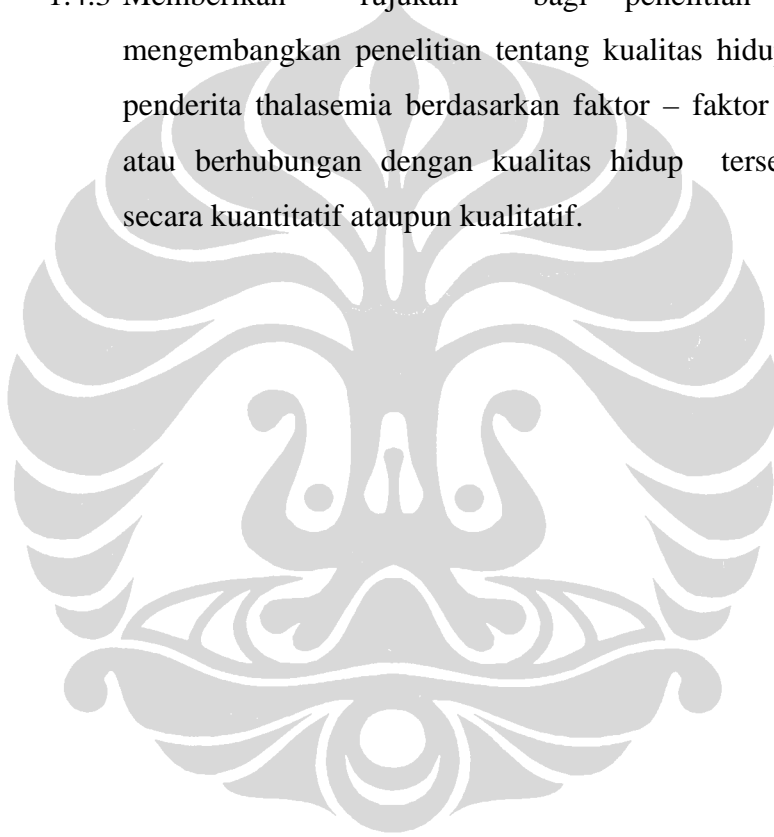 1.4.3 Memberikan rujukan bagi penelitian
mengembangkan penelitian tentang kualitas hidu
penderita thalasemia berdasarkan faktor – faktor
atau berhubungan dengan kualitas hidup terse
secara kuantitatif ataupun kualitatif.